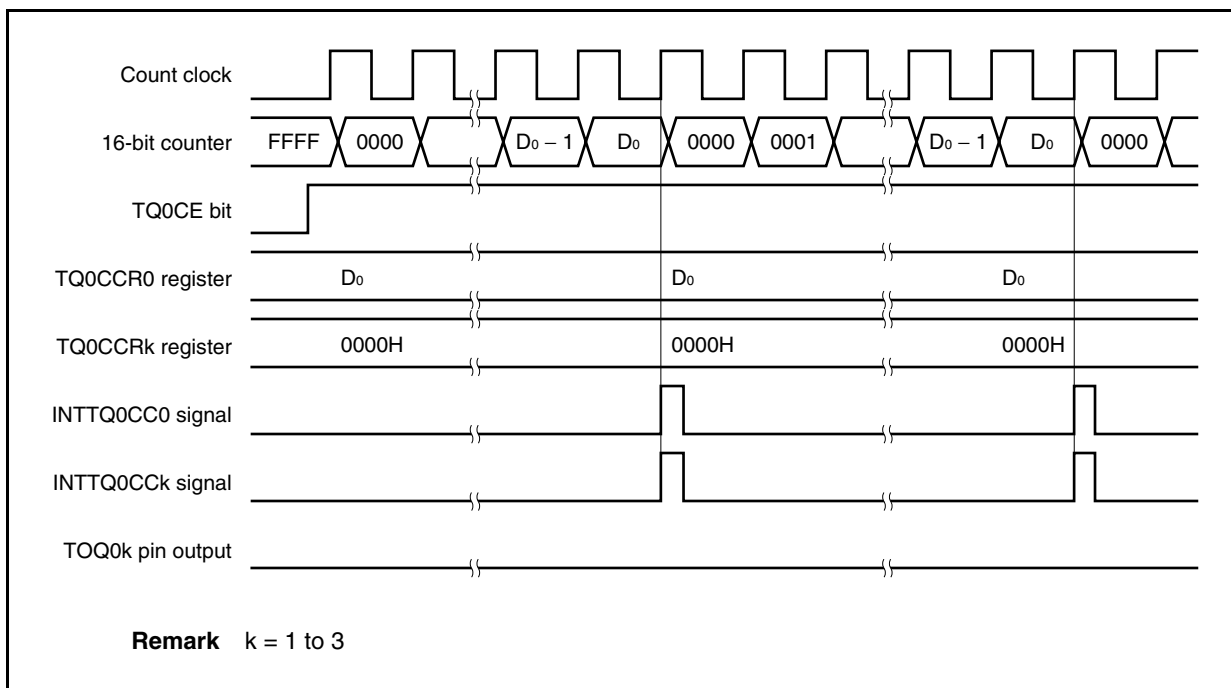 Count clock
16-bit counter FFFF 0000 D₀ − 1 D₀ 0000 0001 D₀ − 1 D₀ 0000
TQ0CE bit
TQ0CCR0 register D₀ D₀ D₀
TQ0CCRk register 0000H 0000H 0000H
INTTQ0CC0 signal
INTTQ0CCk signal
TOQ0k pin output
Remark k = 1 to 3